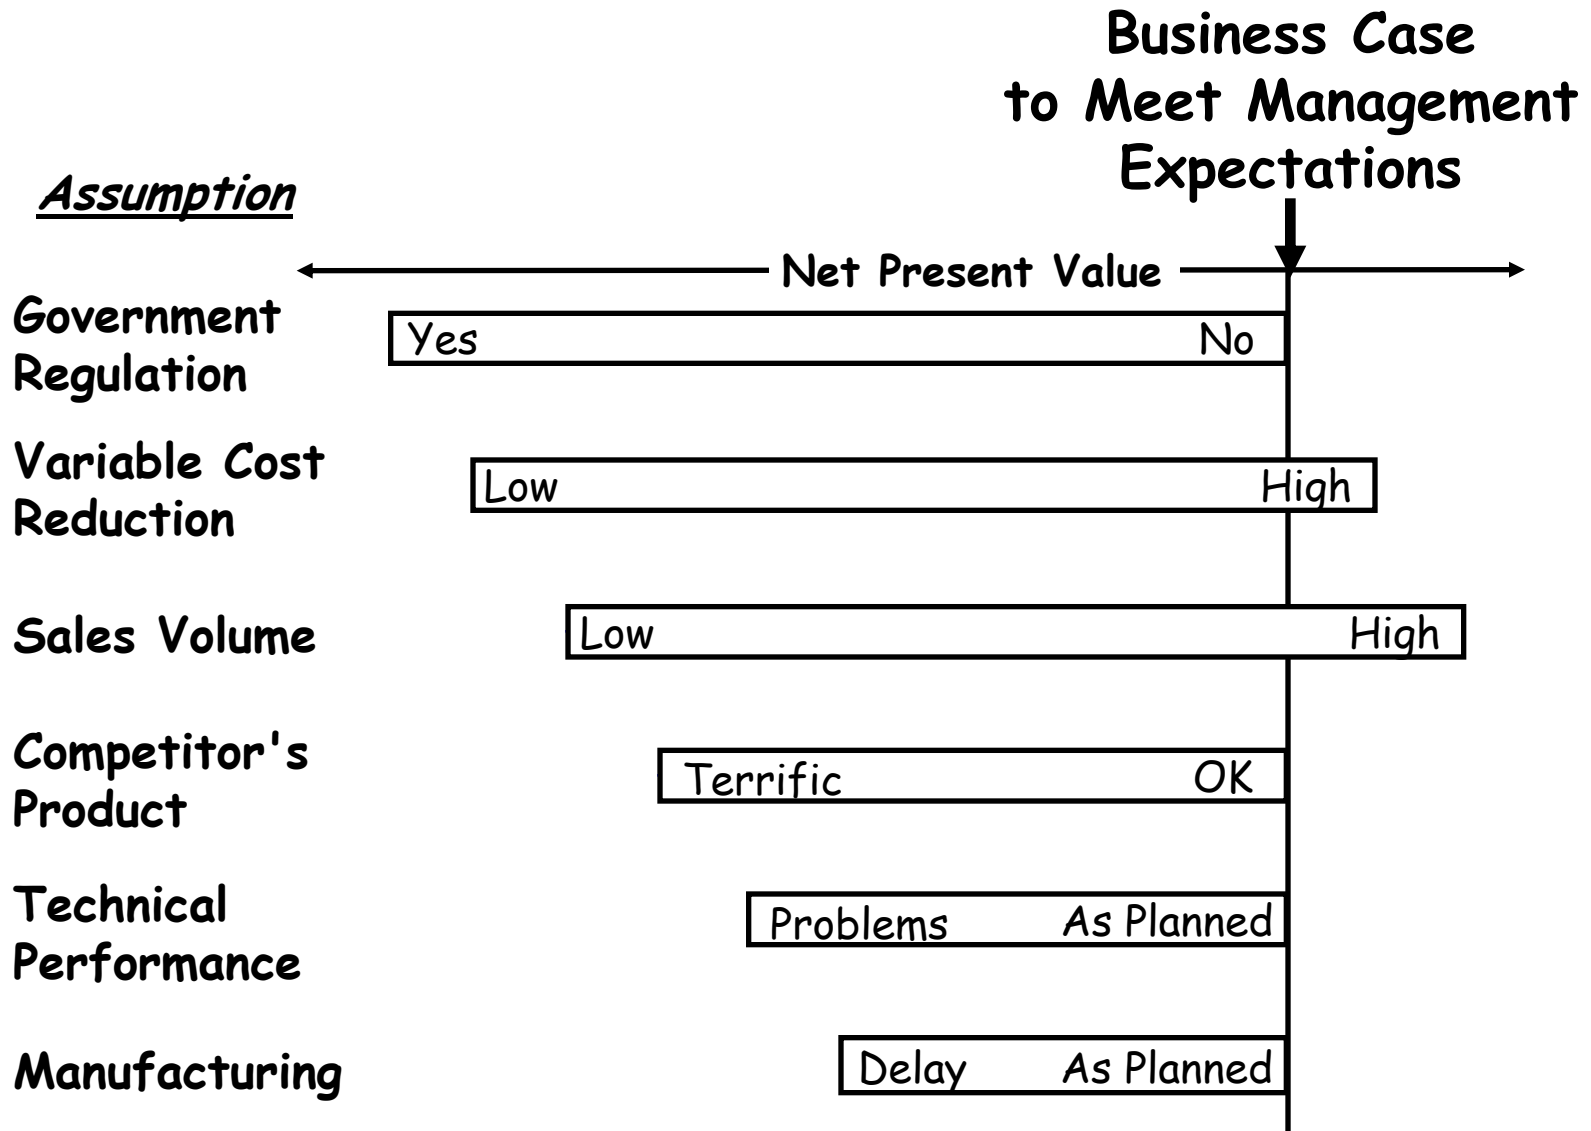 Business Case
to Meet Management
Expectations
Assumption
Net Present Value
Government
Regulation
Yes No
Variable Cost
Reduction
Low High
Sales Volume
Low High
Competitor's
Product
Terrific OK
Technical
Performance
Problems As Planned
Manufacturing
Delay As Planned